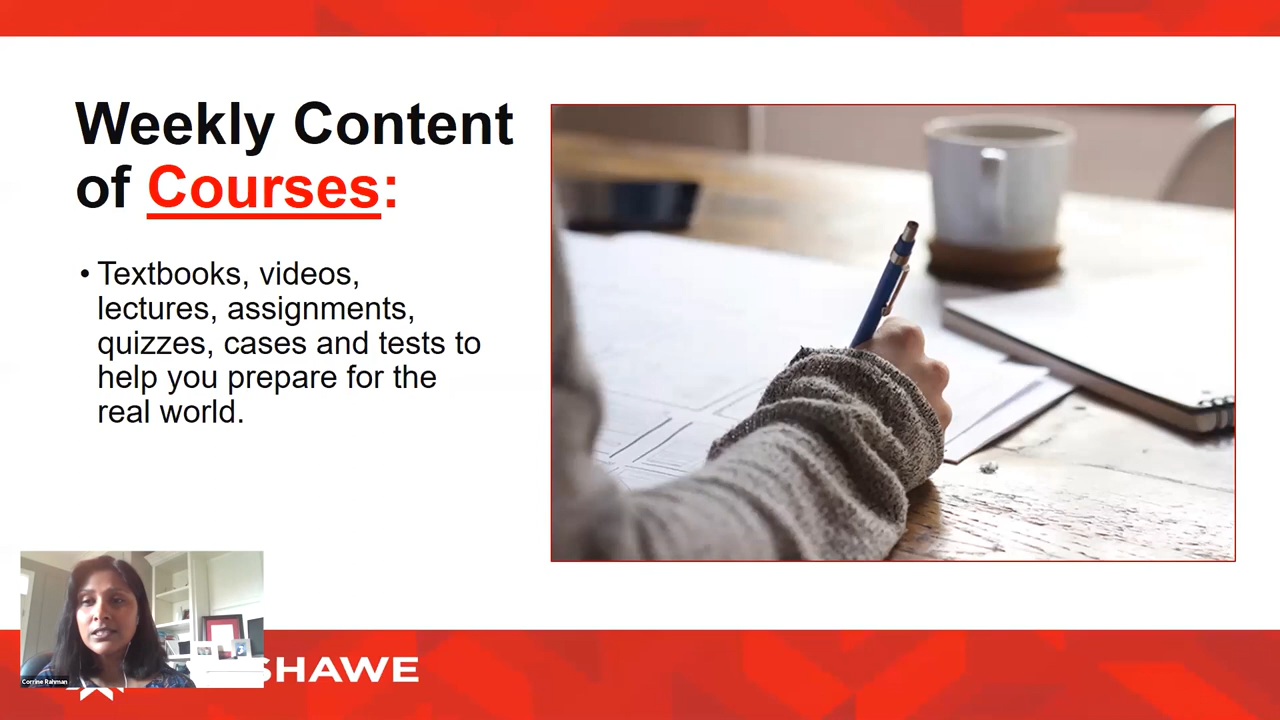 Weekly Content
of Courses:
• Textbooks, videos,
lectures, assignments,
quizzes, cases and tests to
help you prepare for the
real world.
Corrine Rahman
SHAWE